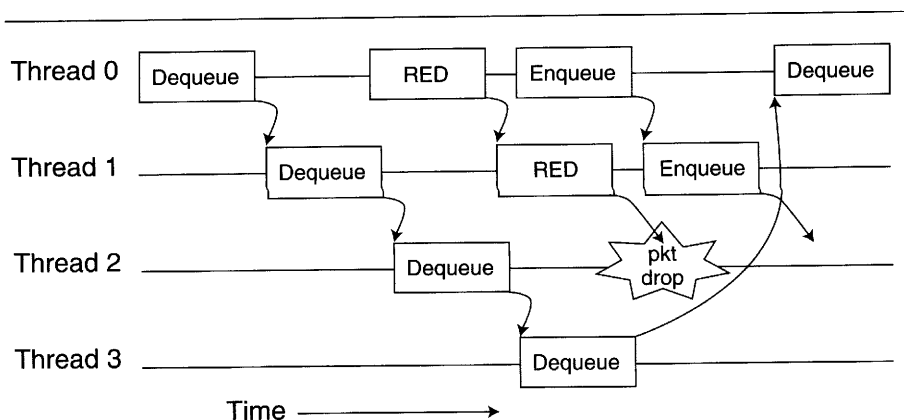 Thread 0
Dequeue
RED
Enqueue
Dequeue
Thread 1
Dequeue
RED
Enqueue
Thread 2
Dequeue
pkt
drop
Thread 3
Dequeue
Time